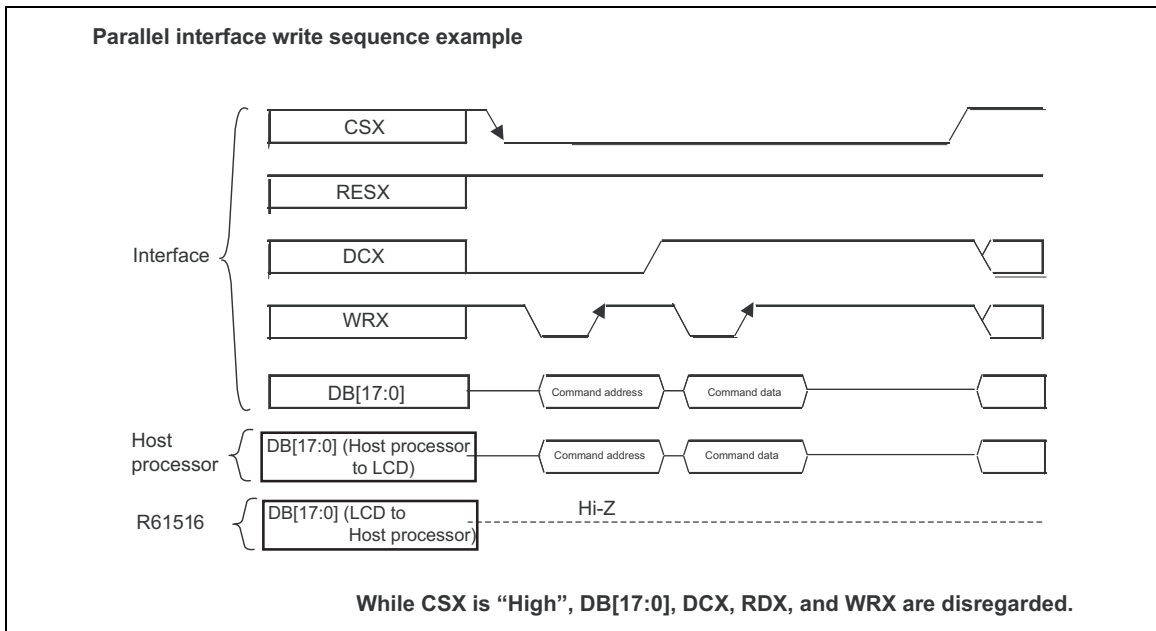 Parallel interface write sequence example
CSX
RESX
Interface
DCX
WRX
DB[17:0]
Command address
Command data
Host
processor
DB[17:0] (Host processor
to LCD)
Command address
Command data
R61516
DB[17:0] (LCD to
Host processor)
Hi-Z
While CSX is “High”, DB[17:0], DCX, RDX, and WRX are disregarded.